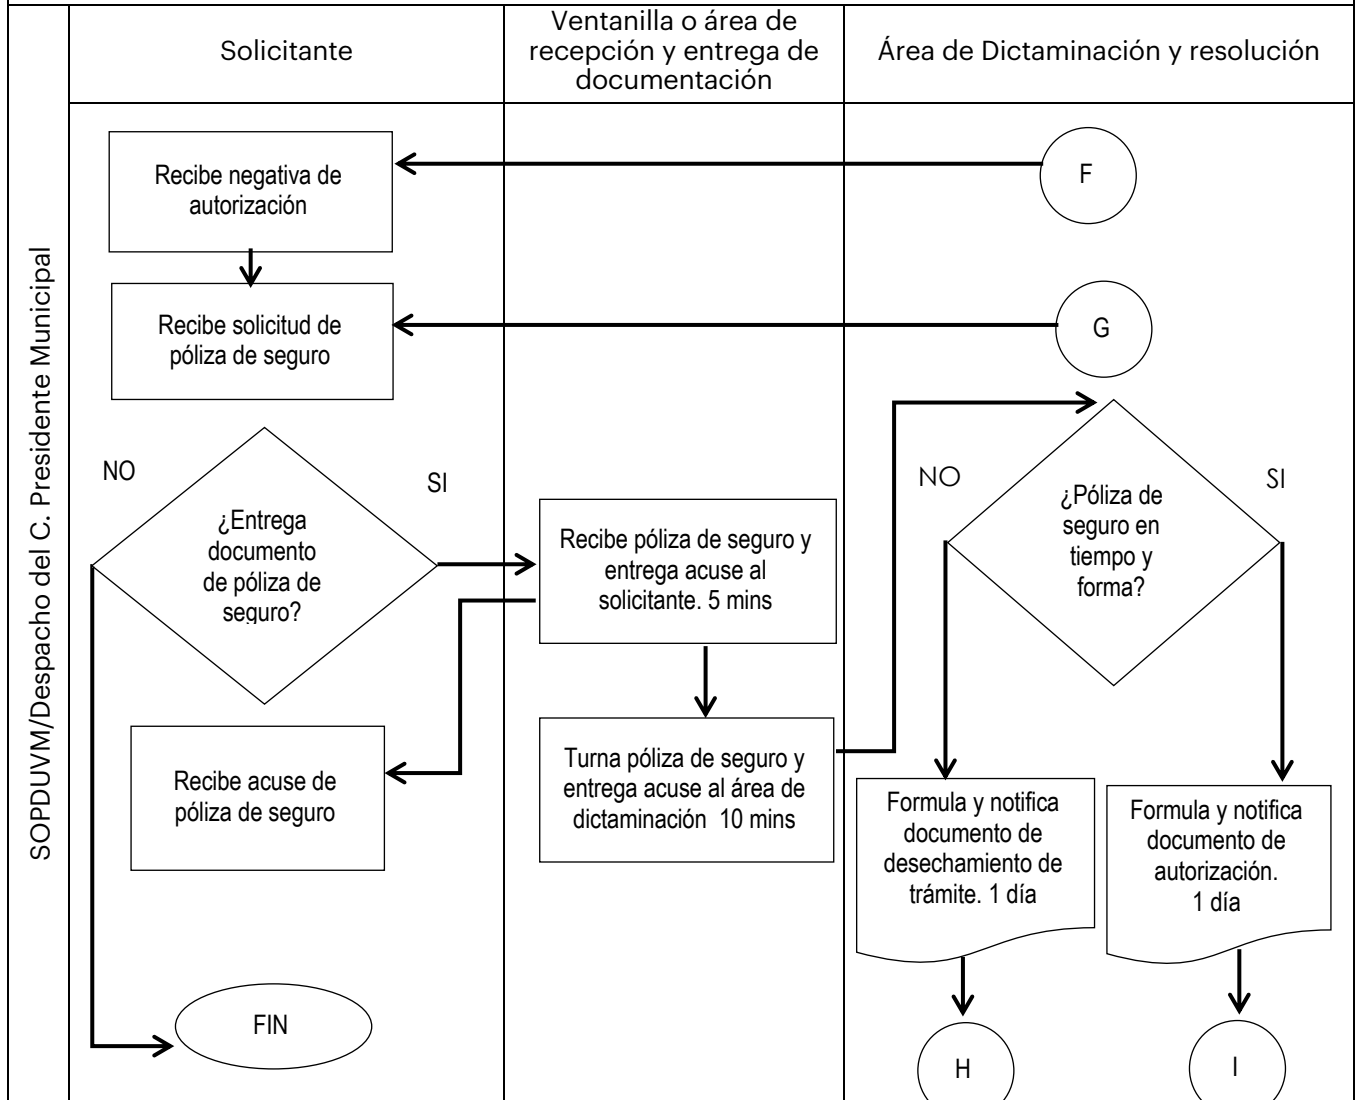 Solicitante
Ventanilla o área de
recepción y entrega de
documentación
Área de Dictaminación y resolución
SOPDUVM/Despacho del C. Presidente Municipal
Recibe negativa de
autorización
F
Recibe solicitud de
póliza de seguro
G
NO
SI
¿Entrega
documento
de póliza de
seguro?
Recibe póliza de seguro y
entrega acuse al
solicitante. 5 mins
NO
SI
¿Póliza de
seguro en
tiempo y
forma?
Recibe acuse de
póliza de seguro
Turna póliza de seguro y
entrega acuse al área de
dictaminación 10 mins
Formula y notifica
documento de
desechamiento de
trámite. 1 día
Formula y notifica
documento de
autorización.
1 día
FIN
H
I